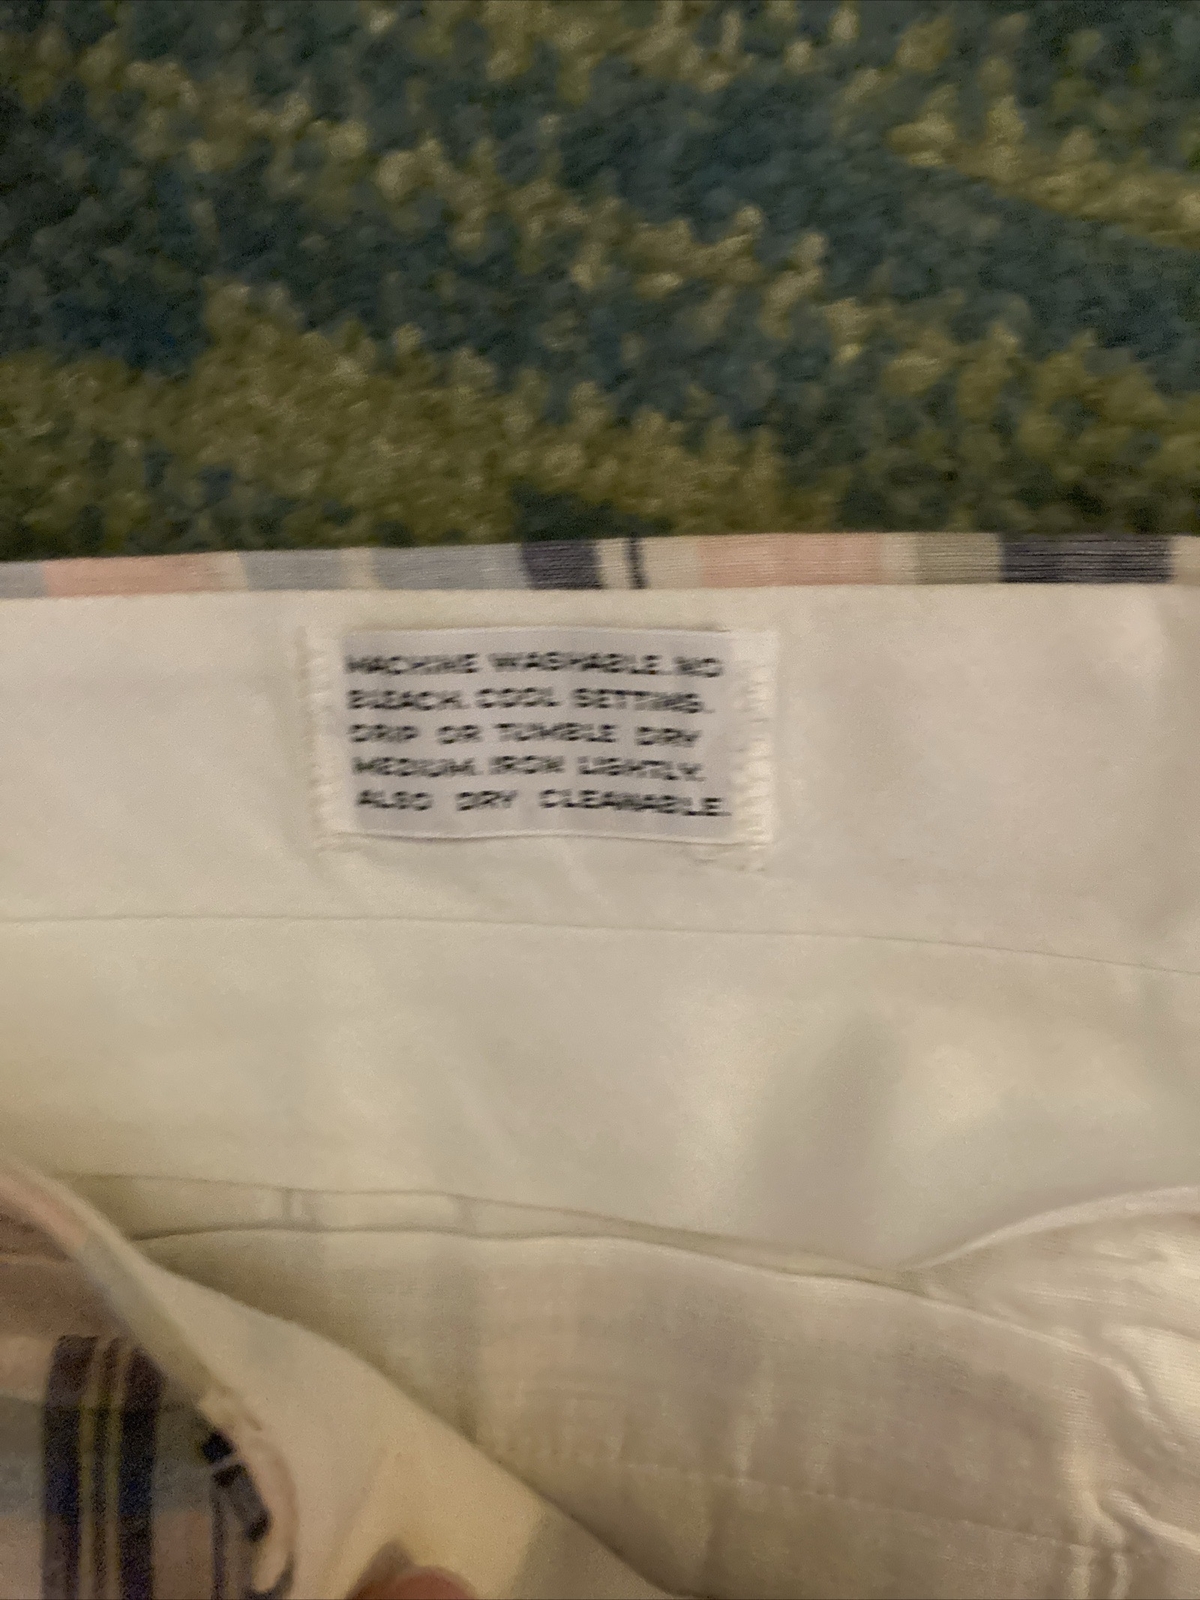 MACHINE WASHABLE. NO
BLEACH. COOL SETTING.
DRIP OR TUMBLE DRY
MEDIUM. IRON LIGHTLY.
ALSO DRY CLEANABLE.